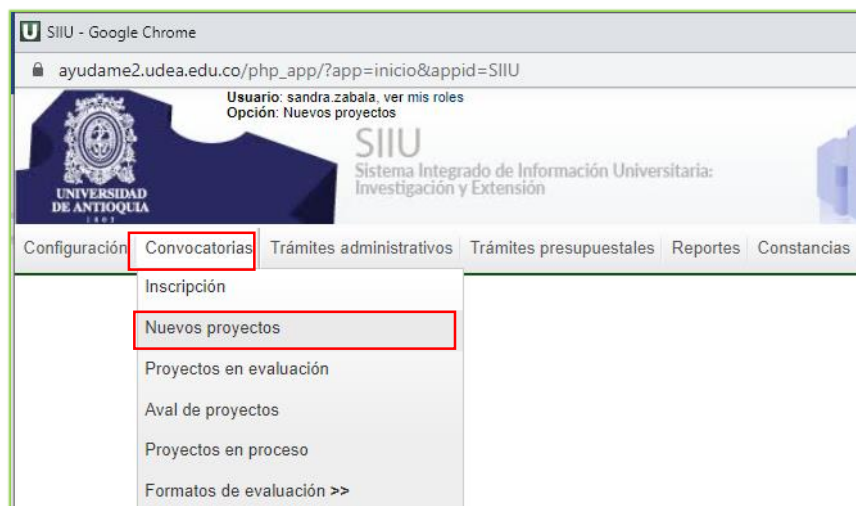 SIIU - Google Chrome
ayudame2.udea.edu.co/php_app/?app=inicio&appid=SIIU
Usuario: sandra.zabala, ver mis roles
Opción: Nuevos proyectos
SIIU
Sistema Integrado de Información Universitaria:
Investigación y Extensión
UNIVERSIDAD
DE ANTIOQUIA
1803
Configuración Convocatorias Trámites administrativos Trámites presupuestales Reportes Constancias
Inscripción
Nuevos proyectos
Proyectos en evaluación
Aval de proyectos
Proyectos en proceso
Formatos de evaluación >>